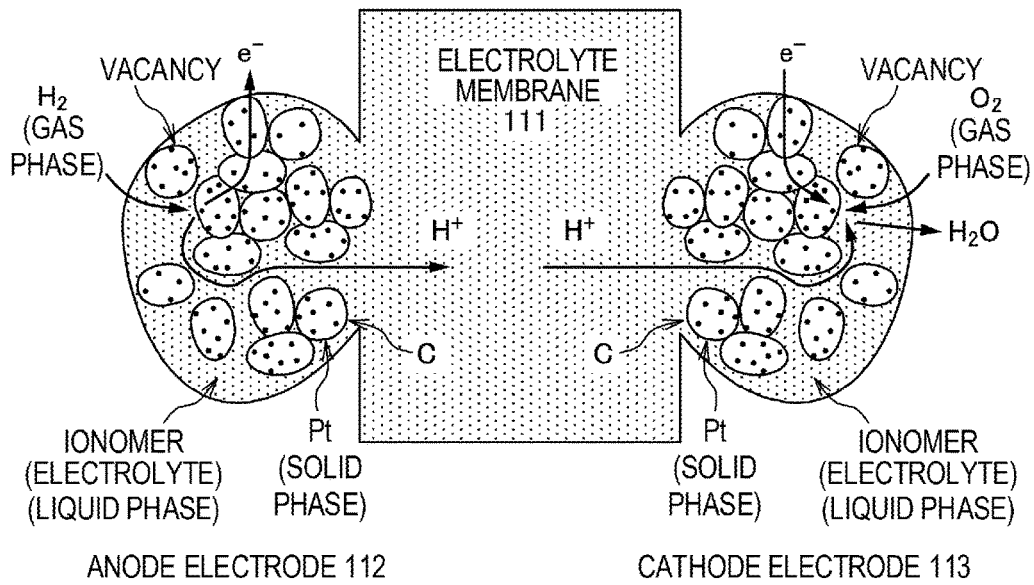 e⁻
VACANCY
H₂
(GAS
PHASE)
ELECTROLYTE
MEMBRANE
111
e⁻
VACANCY
O₂
(GAS
PHASE)
H⁺
H⁺
H₂O
C
C
IONOMER
(ELECTROLYTE)
(LIQUID PHASE)
Pt
(SOLID
PHASE)
Pt
(SOLID
PHASE)
IONOMER
(ELECTROLYTE)
(LIQUID PHASE)
ANODE ELECTRODE 112
CATHODE ELECTRODE 113